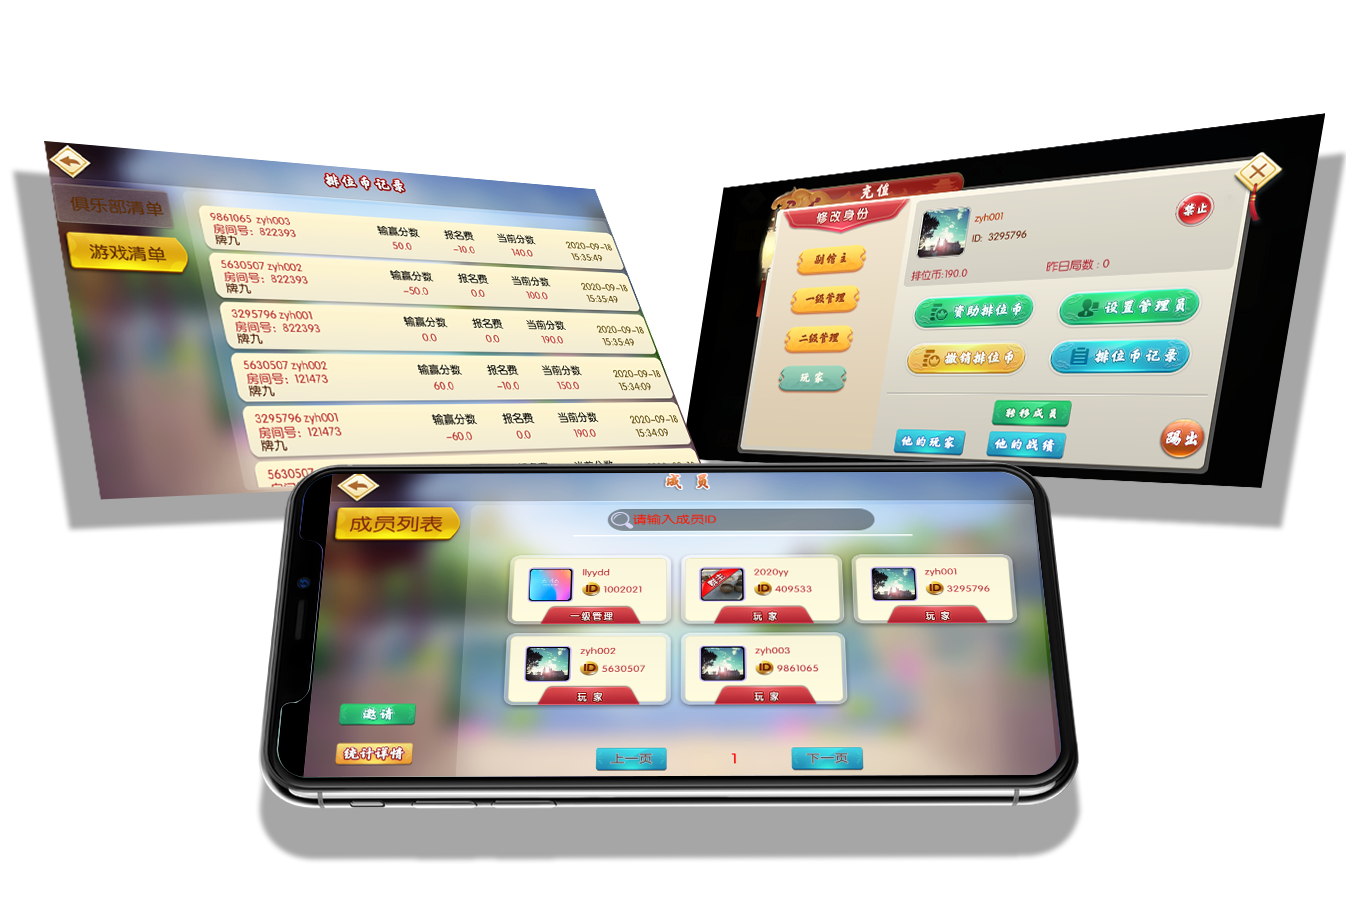 排位币记录
俱乐部清单
游戏清单
9861065 zyh003
房间号：822393
牌九
输赢分数
50.0
报名费
-10.0
当前分数
140.0
2020-09-18
15:35:49
5630507 zyh002
房间号：822393
牌九
输赢分数
-50.0
报名费
0.0
当前分数
100.0
2020-09-18
15:35:49
3295796 zyh001
房间号：822393
牌九
输赢分数
0.0
报名费
0.0
当前分数
190.0
2020-09-18
15:35:49
5630507 zyh002
房间号：121473
牌九
输赢分数
60.0
报名费
-10.0
当前分数
150.0
2020-09-18
15:34:09
3295796 zyh001
房间号：121473
牌九
输赢分数
-60.0
报名费
0.0
当前分数
190.0
2020-09-18
15:34:09
5630507
充值
修改身份
副馆主
一级管理
二级管理
玩家
zyh001
ID: 3295796
禁止
排位币:190.0
昨日局数：0
资助排位币
设置管理员
撤销排位币
排位币记录
转移成员
他的玩家
他的战绩
踢出
成 员
成员列表
请输入成员ID
llyydd
ID 1002021
一级管理
群主
2020yy
ID 409533
玩 家
zyh001
ID 3295796
玩 家
zyh002
ID 5630507
玩 家
zyh003
ID 9861065
玩 家
邀请
统计详情
上一页
1
下一页